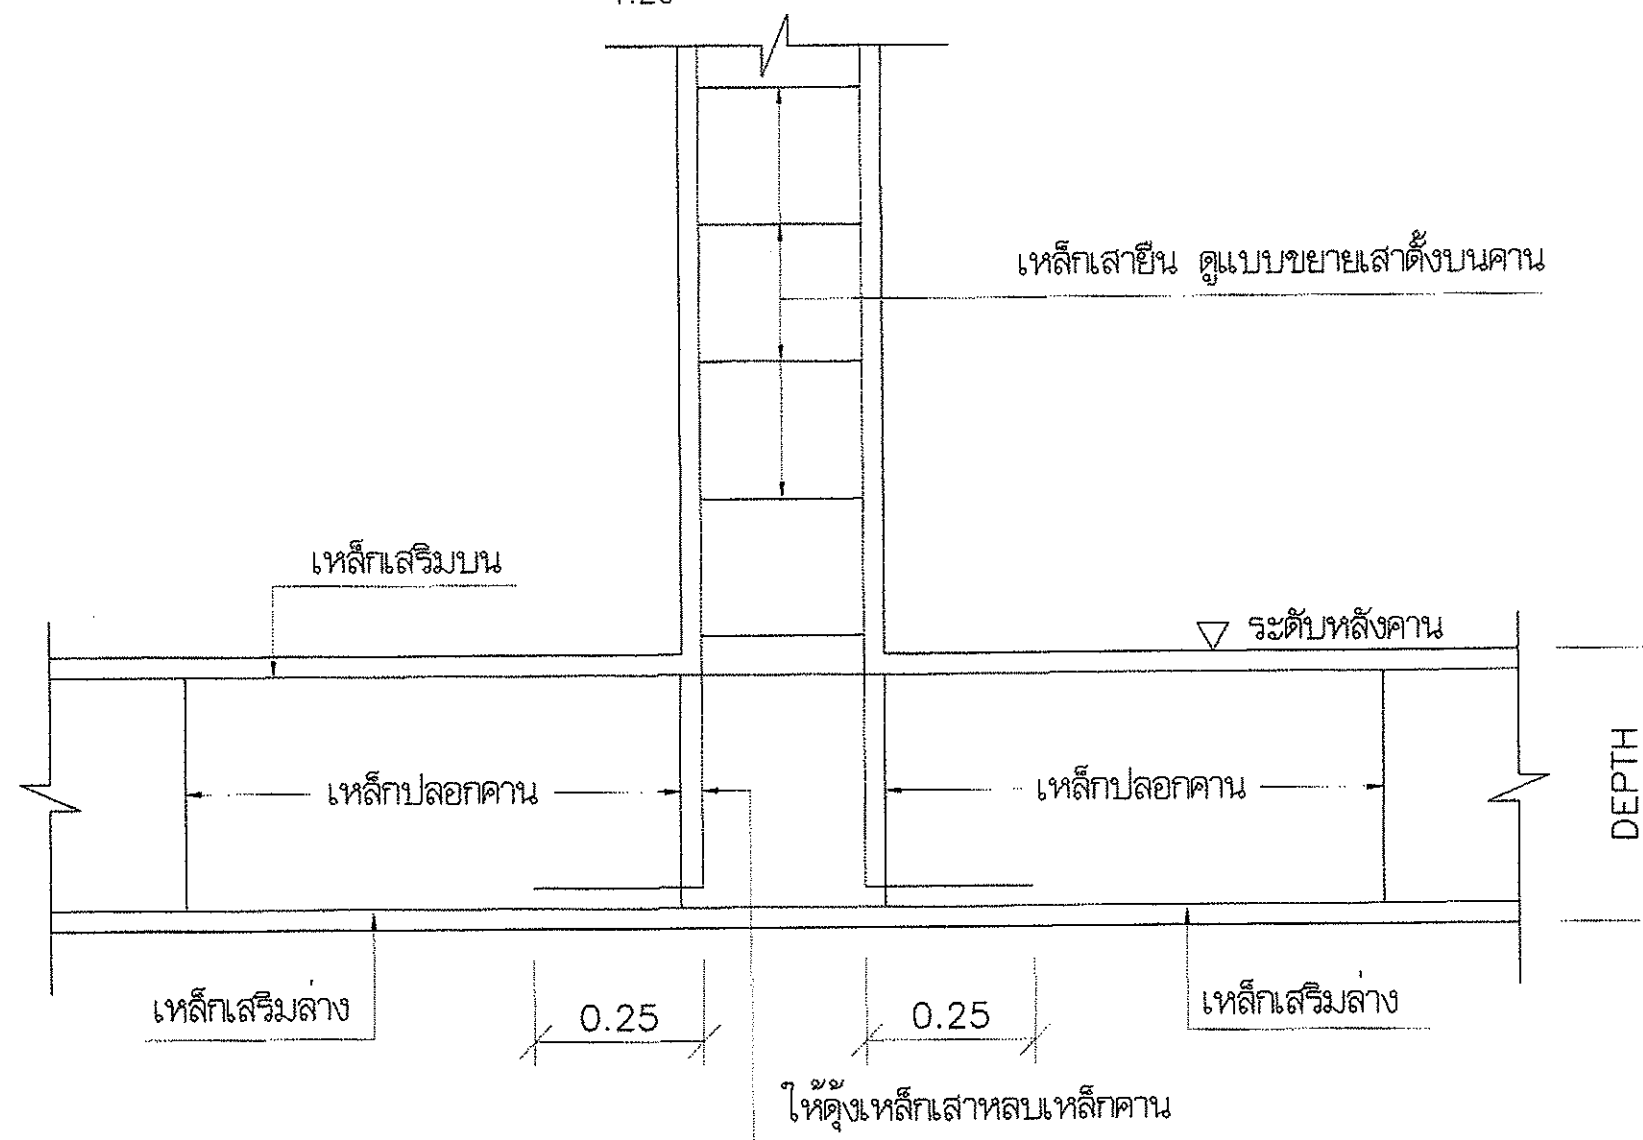 เหล็กเสายืน ดูแบบขยายเสาตั้งบนคาน
เหล็กเสริมบน
ระดับหลังคาน
เหล็กปลอกคาน
เหล็กปลอกคาน
DEPTH
เหล็กเสริมล่าง
0.25
0.25
เหล็กเสริมล่าง
ให้ดุ้งเหล็กเสาหลบเหล็กคาน